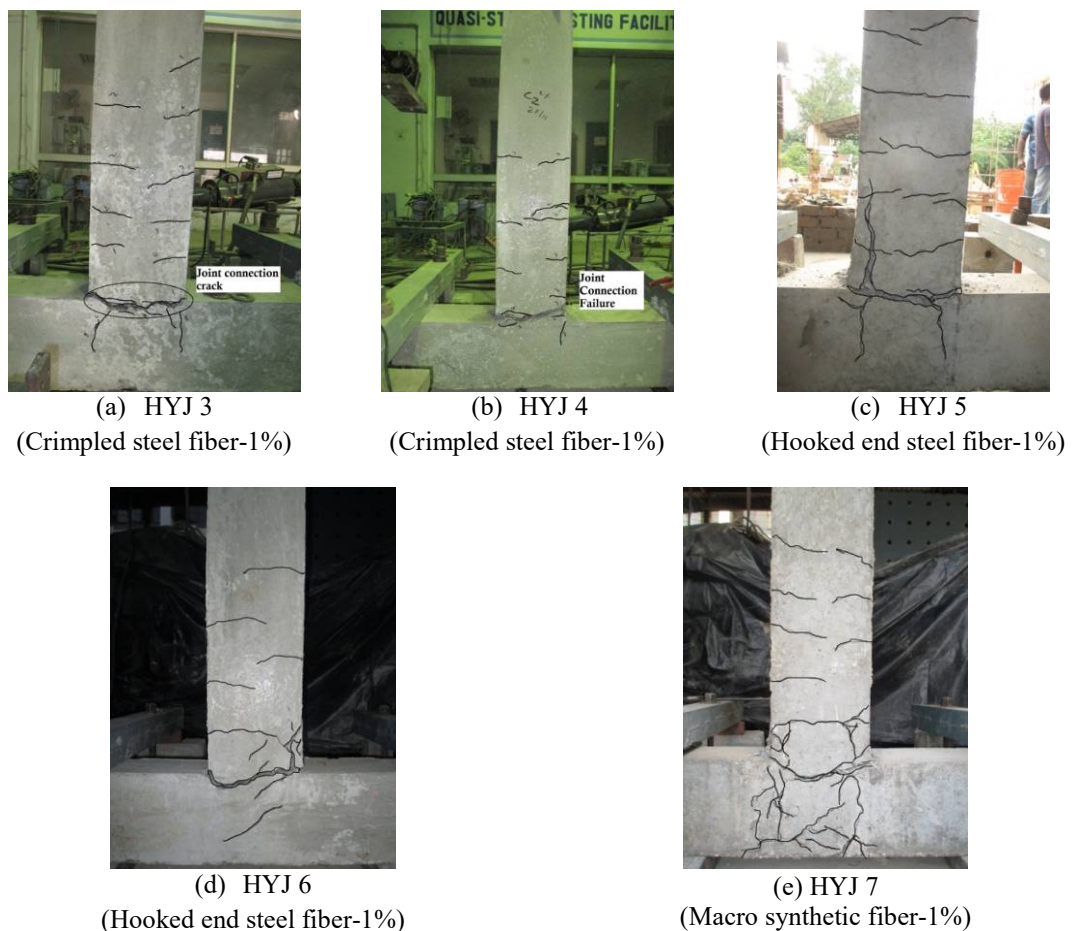 QUASI-ST STING FACILIT
Joint connection
crack
Joint
Connection
Failure
(a) HYJ 3
(Crimpled steel fiber-1%)
(b) HYJ 4
(Crimpled steel fiber-1%)
(c) HYJ 5
(Hooked end steel fiber-1%)
(d) HYJ 6
(Hooked end steel fiber-1%)
(e) HYJ 7
(Macro synthetic fiber-1%)